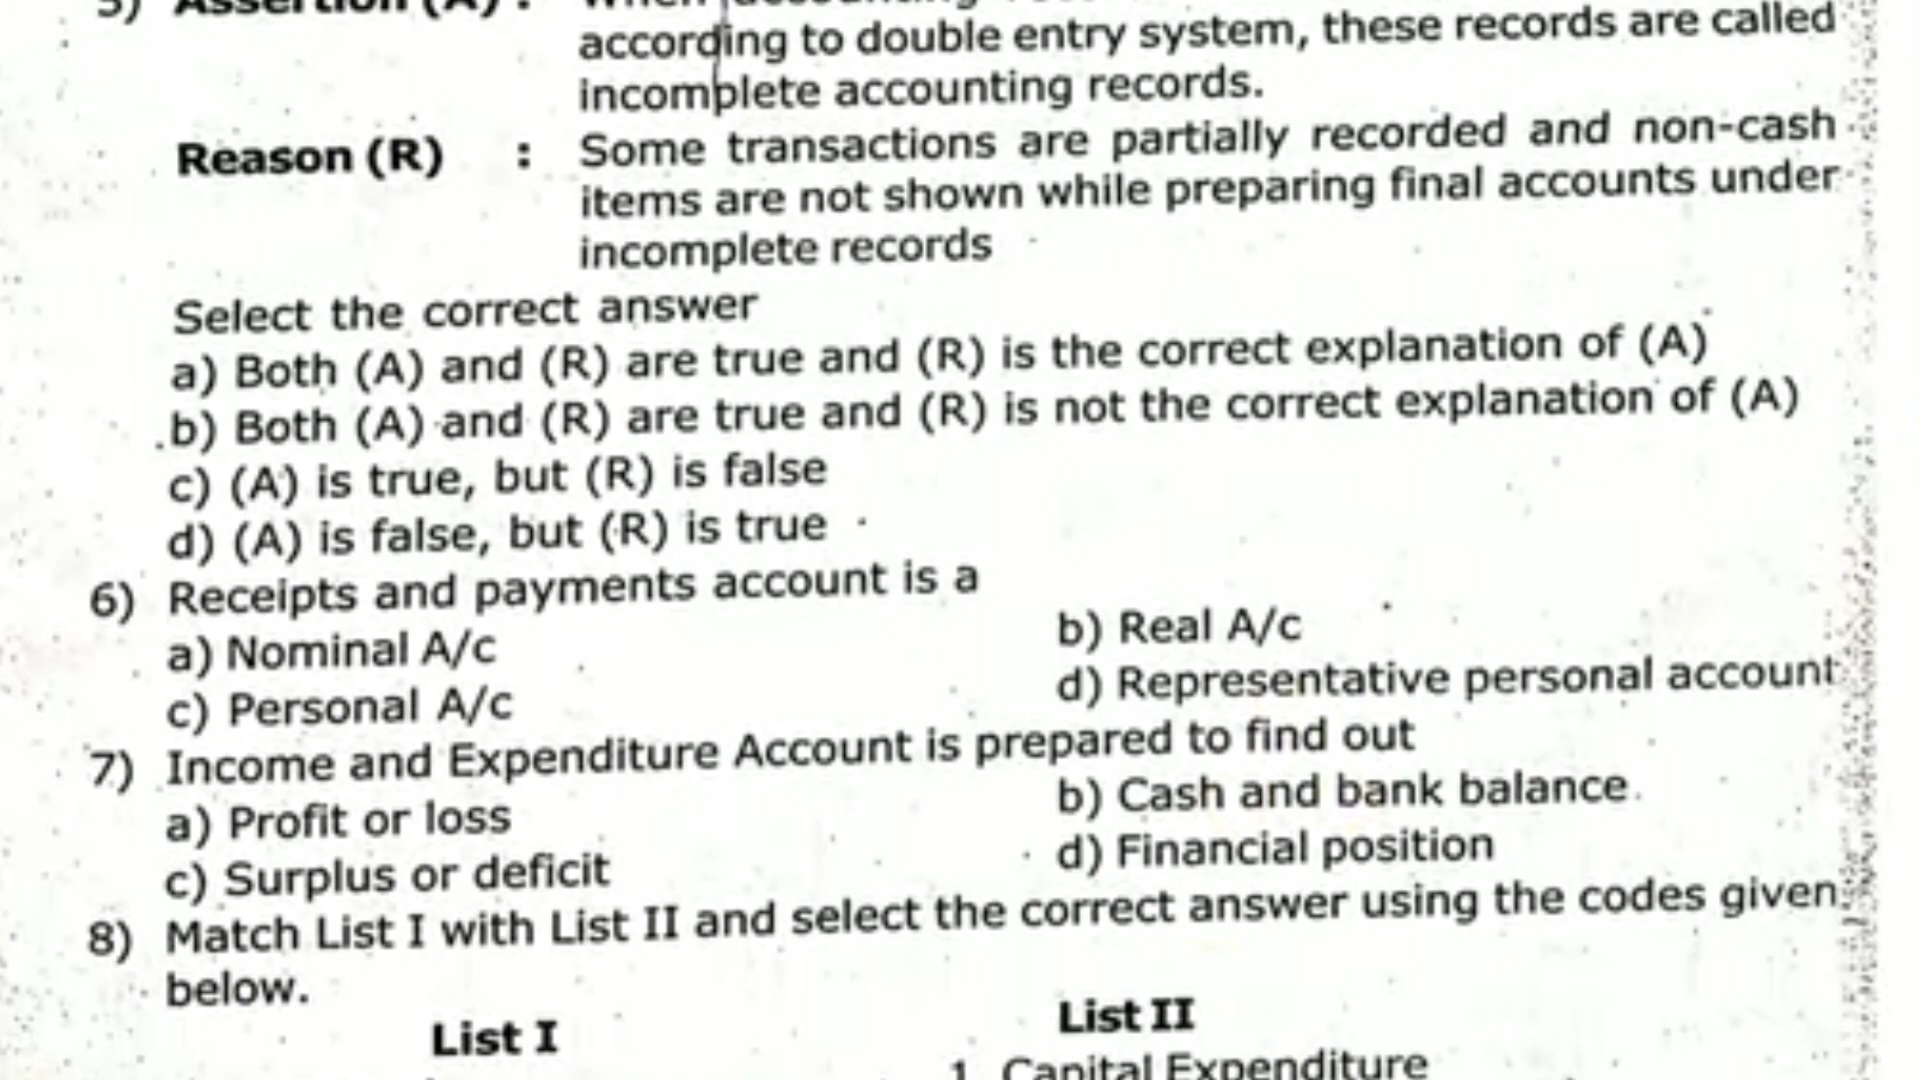 5) Assertion (A) : When accounting
according to double entry system, these records are called
incomplete accounting records.
Reason (R) : Some transactions are partially recorded and non-cash
items are not shown while preparing final accounts under
incomplete records
Select the correct answer
a) Both (A) and (R) are true and (R) is the correct explanation of (A)
b) Both (A) and (R) are true and (R) is not the correct explanation of (A)
c) (A) is true, but (R) is false
d) (A) is false, but (R) is true
6) Receipts and payments account is a
a) Nominal A/c b) Real A/c
c) Personal A/c d) Representative personal account
7) Income and Expenditure Account is prepared to find out
a) Profit or loss b) Cash and bank balance
c) Surplus or deficit d) Financial position
8) Match List I with List II and select the correct answer using the codes given
below.
List I List II
1. Capital Expenditure